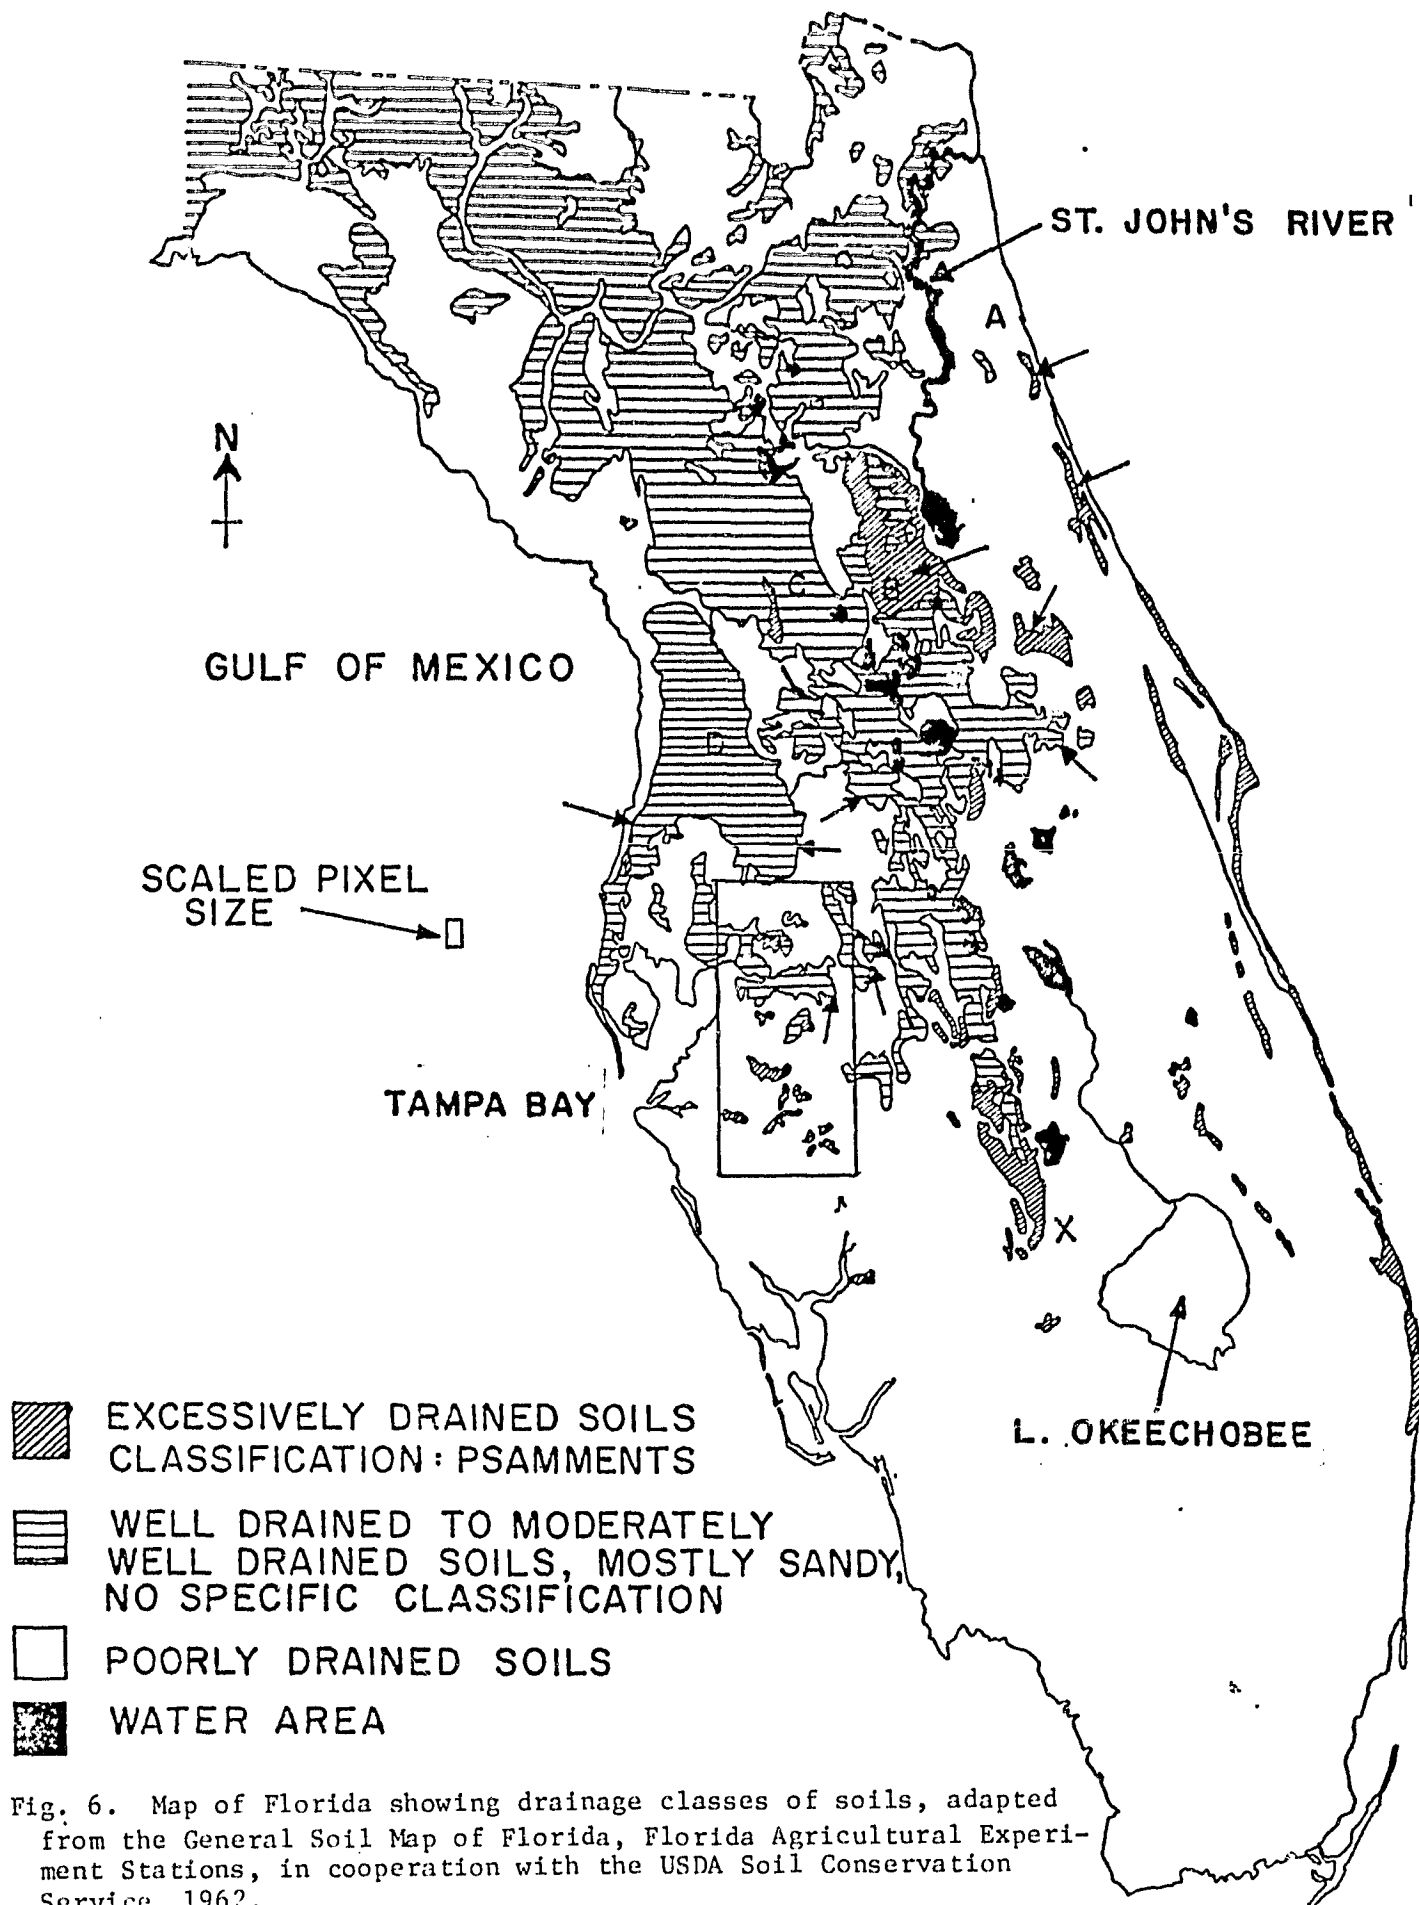 ST. JOHN'S RIVER
A
N
C
B
GULF OF MEXICO
D
SCALED PIXEL
SIZE
TAMPA BAY
X
L. OKEECHOBEE
EXCESSIVELY DRAINED SOILS
CLASSIFICATION: PSAMMENTS
WELL DRAINED TO MODERATELY
WELL DRAINED SOILS, MOSTLY SANDY,
NO SPECIFIC CLASSIFICATION
POORLY DRAINED SOILS
WATER AREA
Fig. 6. Map of Florida showing drainage classes of soils, adapted
from the General Soil Map of Florida, Florida Agricultural Experi-
ment Stations, in cooperation with the USDA Soil Conservation
Service, 1962.